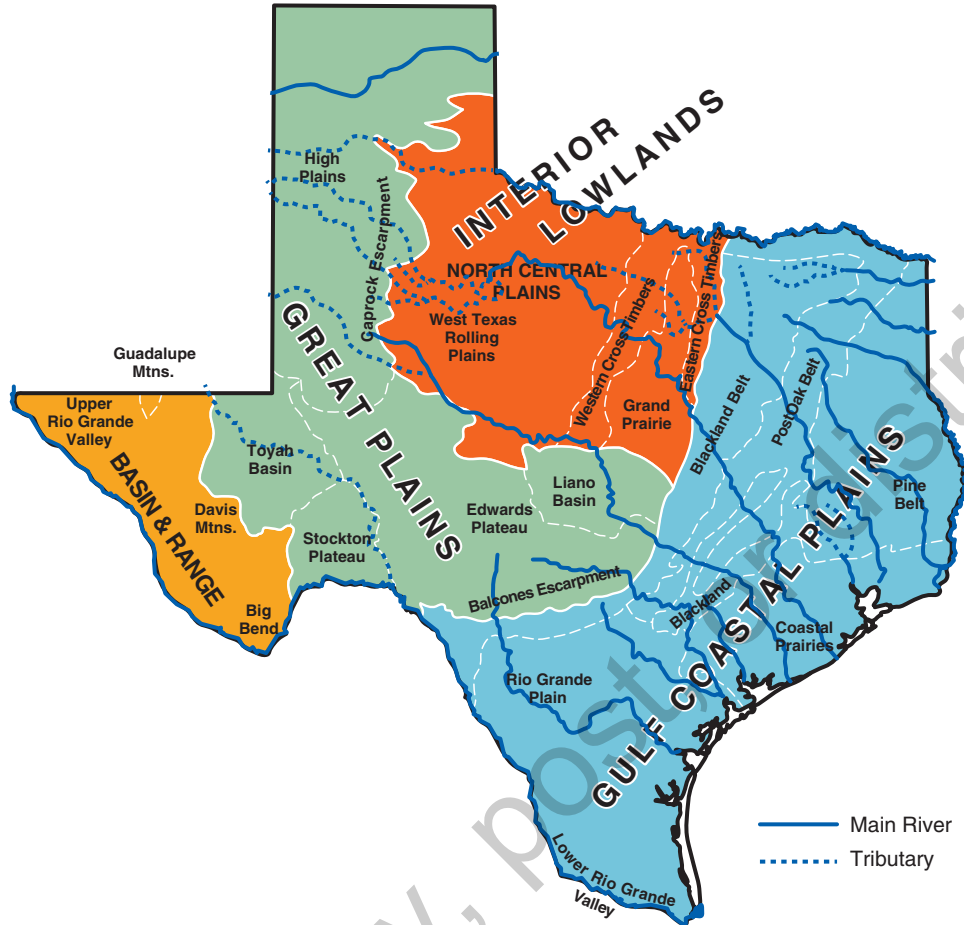 INTERIOR
LOWLANDS
High
Plains
Caprock Escarpment
NORTH CENTRAL
PLAINS
West Texas
Rolling
Plains
Western Cross Timbers
Eastern Cross Timbers
Grand
Prairie
GREAT PLAINS
Guadalupe
Mtns.
Upper
Rio Grande
Valley
BASIN & RANGE
Davis
Mtns.
Big
Bend
Toyah
Basin
Stockton
Plateau
Edwards
Plateau
Liano
Basin
Balcones Escarpment
Blackland Belt
PostOak Belt
Pine
Belt
GULF COASTAL PLAINS
Blackland
Coastal
Prairies
Rio Grande
Plain
Lower Rio Grande
Valley
Main River
Tributary
post,